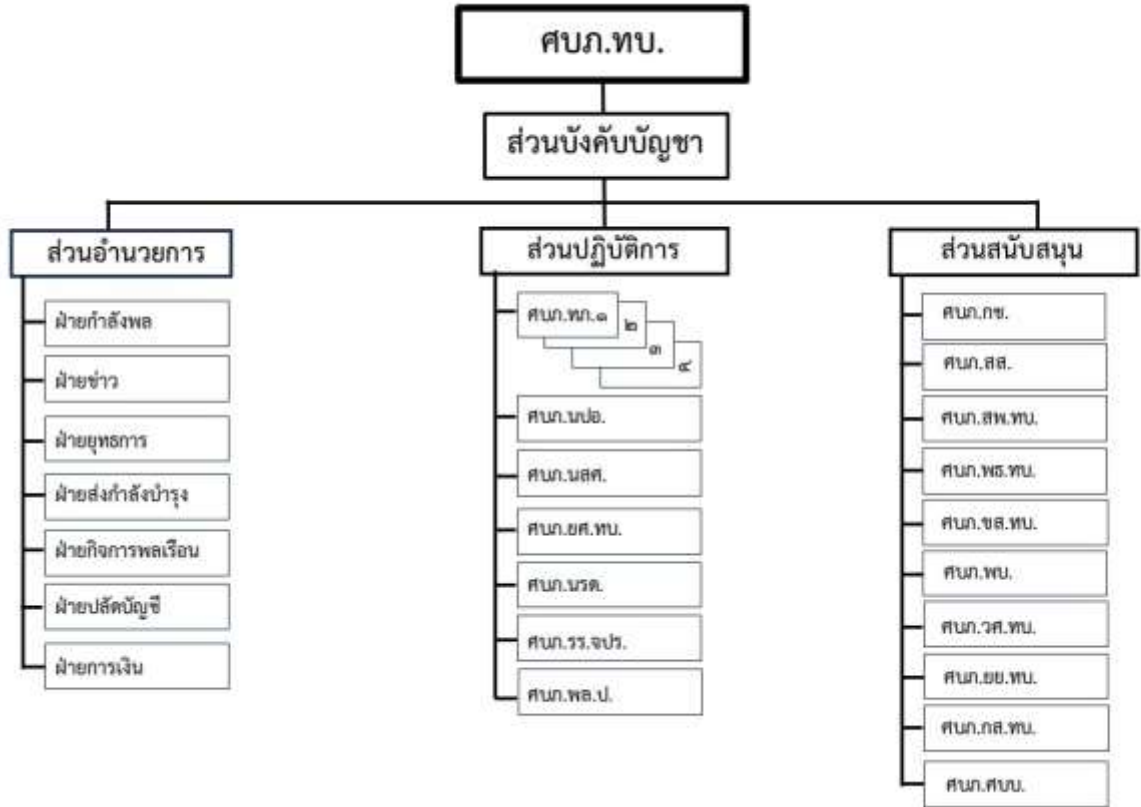 ศบภ.ทบ.
ส่วนบังคับบัญชา
ส่วนอำนวยการ
ฝ่ายกำลังพล
ฝ่ายข่าว
ฝ่ายยุทธการ
ฝ่ายส่งกำลังบำรุง
ฝ่ายกิจการพลเรือน
ฝ่ายปลัดบัญชี
ฝ่ายการเงิน
ส่วนปฏิบัติการ
ศบภ.ทภ.๑
๒
๓
๔
ศบภ.นปอ.
ศบภ.นสศ.
ศบภ.ยศ.ทบ.
ศบภ.นรด.
ศบภ.รร.จปร.
ศบภ.พล.ป.
ส่วนสนับสนุน
ศบภ.กช.
ศบภ.สส.
ศบภ.สพ.ทบ.
ศบภ.พธ.ทบ.
ศบภ.ขส.ทบ.
ศบภ.พบ.
ศบภ.วศ.ทบ.
ศบภ.ยย.ทบ.
ศบภ.กส.ทบ.
ศบภ.ศบบ.